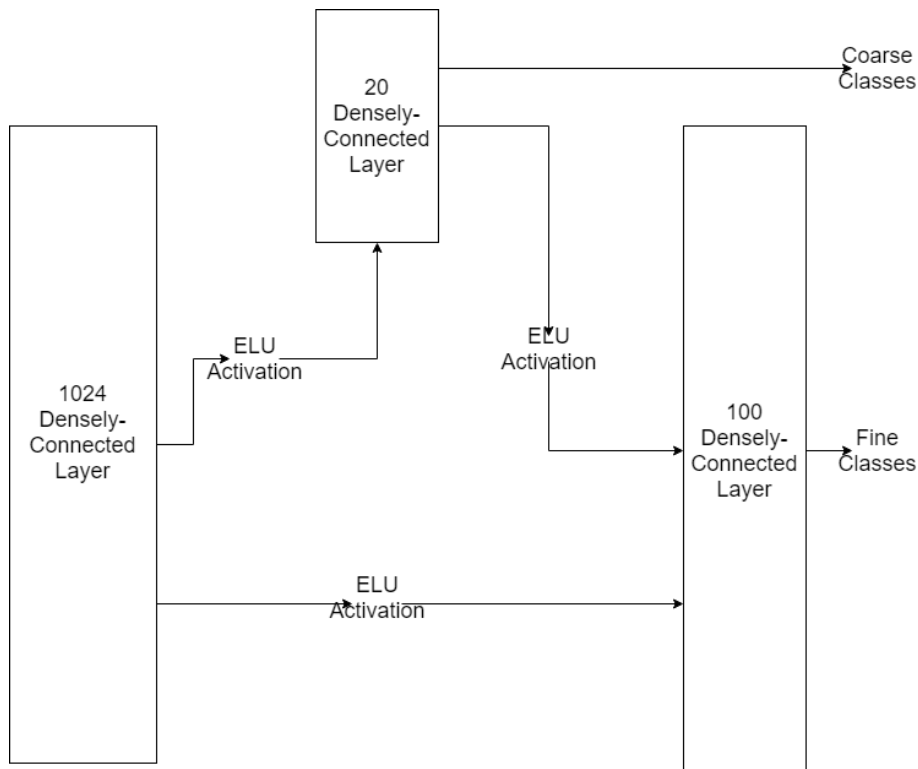 20
Densely-
Connected
Layer
Coarse
Classes
ELU
Activation
1024
Densely-
Connected
Layer
ELU
Activation
100
Densely-
Connected
Layer
Fine
Classes
ELU
Activation